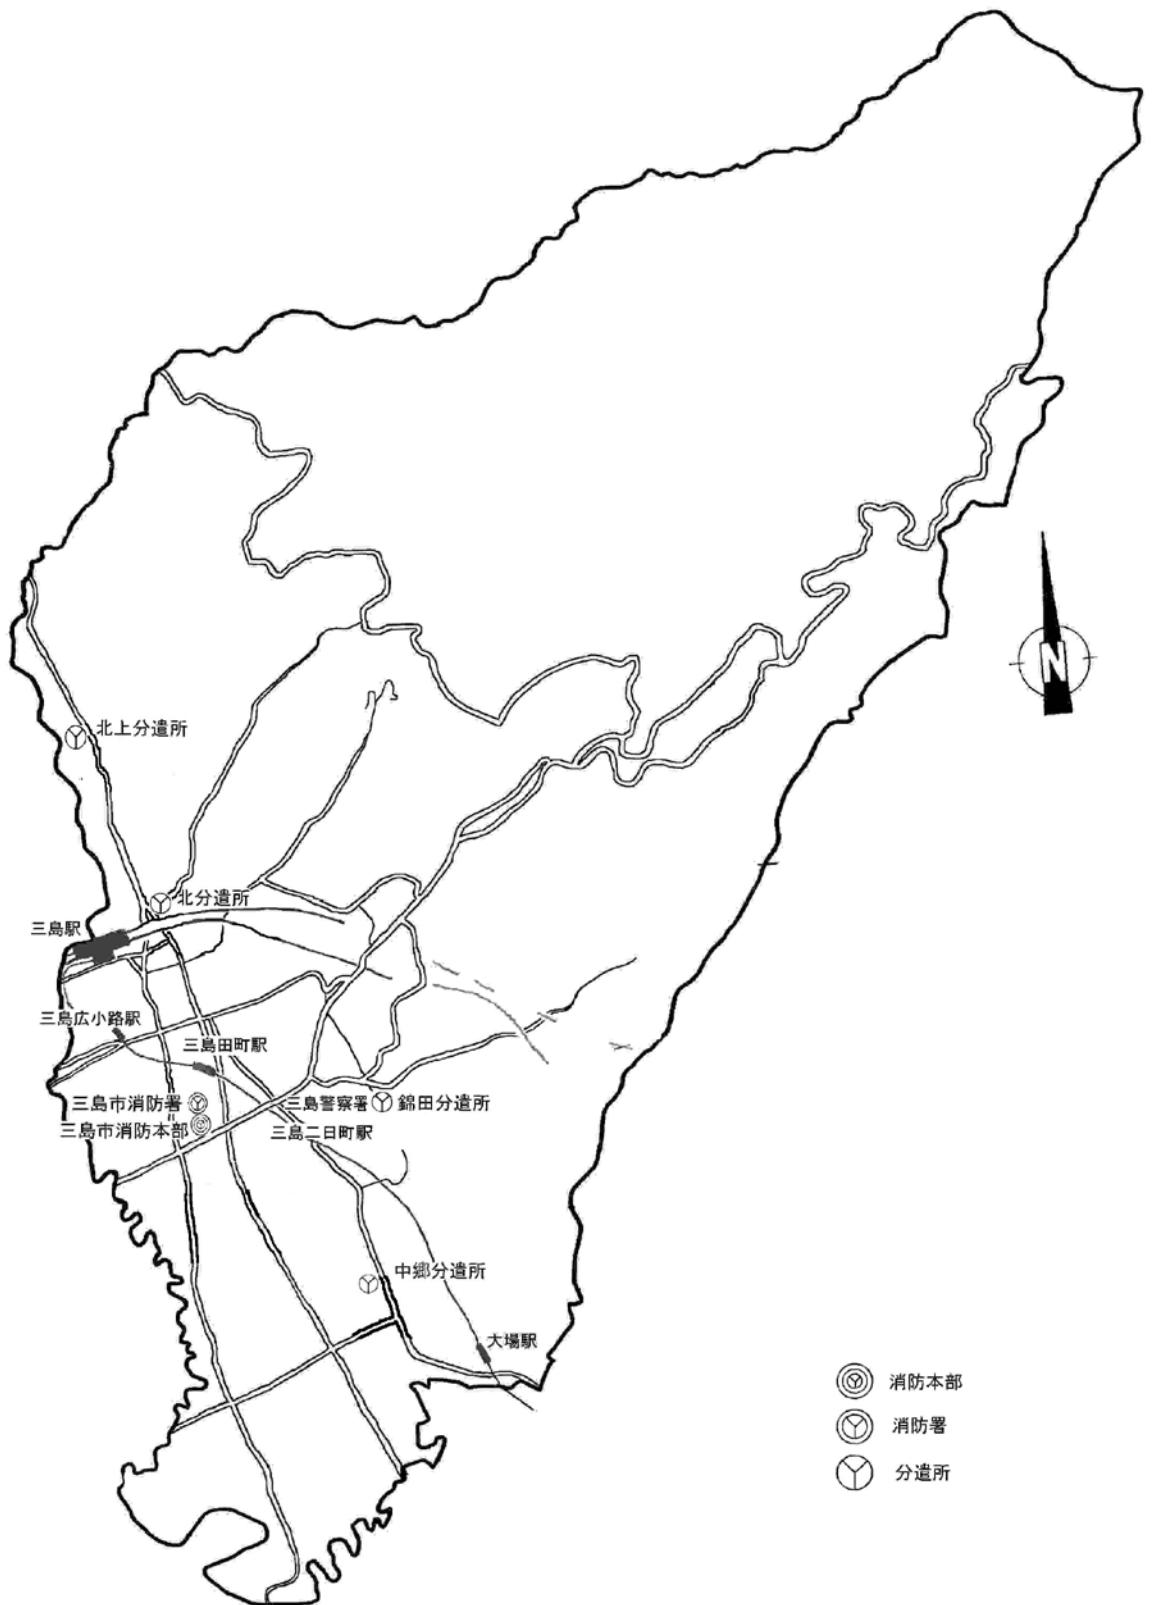 N
北上分遣所
北分遣所
三島駅
三島広小路駅
三島田町駅
三島市消防署
三島警察署
錦田分遣所
三島市消防本部
三島二日町駅
中郷分遣所
大場駅
消防本部
消防署
分遣所